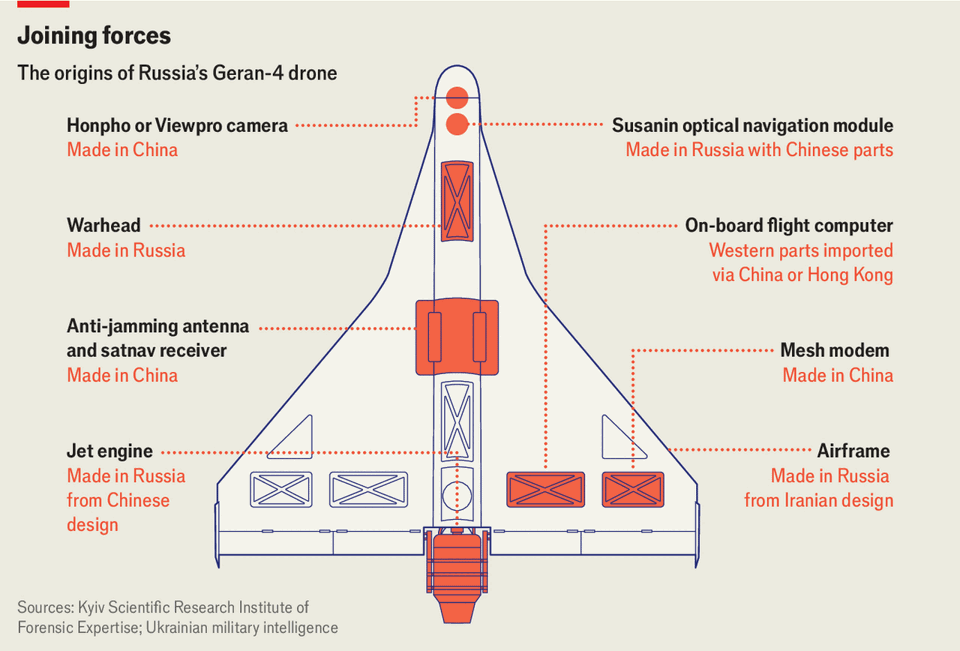 Joining forces
The origins of Russia's Geran-4 drone
Honpho or Viewpro camera
Made in China
Warhead
Made in Russia
Anti-jamming antenna
and satnav receiver
Made in China
Jet engine
Made in Russia
from Chinese
design
Susanin optical navigation module
Made in Russia with Chinese parts
On-board flight computer
Western parts imported
via China or Hong Kong
Mesh modem
Made in China
Airframe
Made in Russia
from Iranian design
Sources: Kyiv Scientific Research Institute of
Forensic Expertise; Ukrainian military intelligence